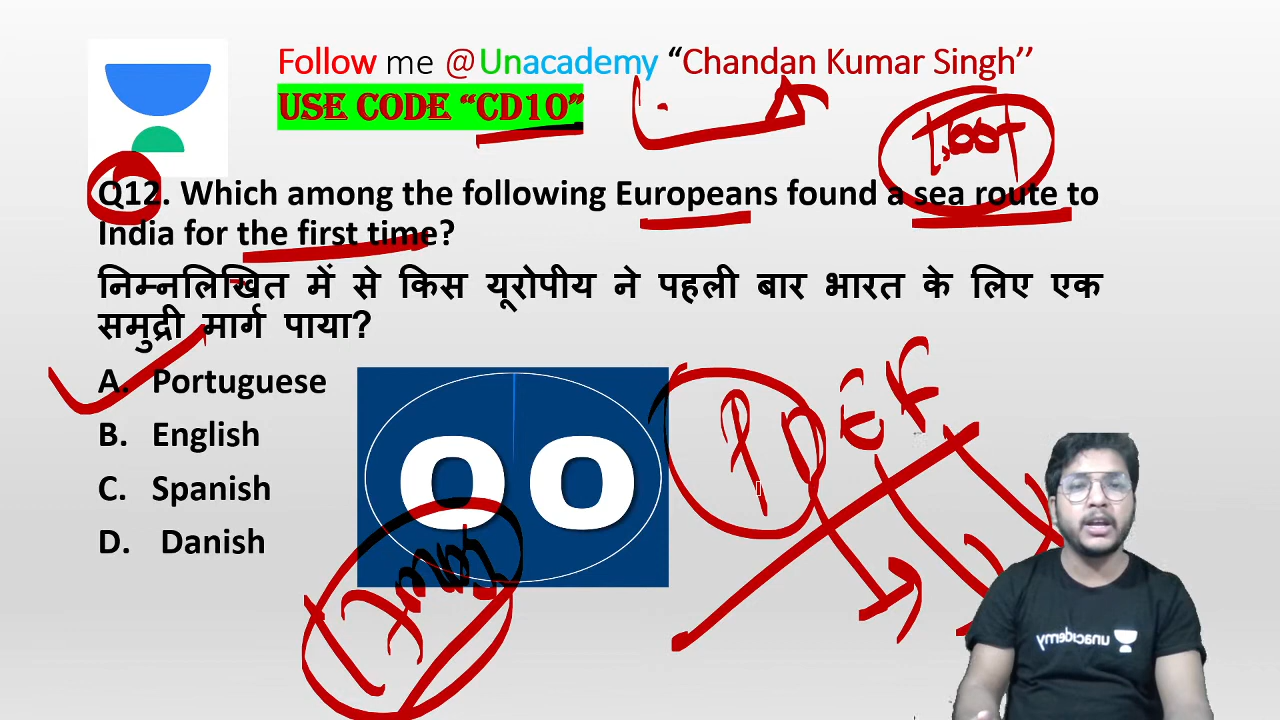 Follow me @Unacademy “Chandan Kumar Singh’’
USE CODE “CD10”
Q12. Which among the following Europeans found a sea route to
India for the first time?
निम्नलिखित में से किस यूरोपीय ने पहली बार भारत के लिए एक
समुद्री मार्ग पाया?
A. Portuguese
B. English
C. Spanish
D. Danish
00
P D E F
unacademy